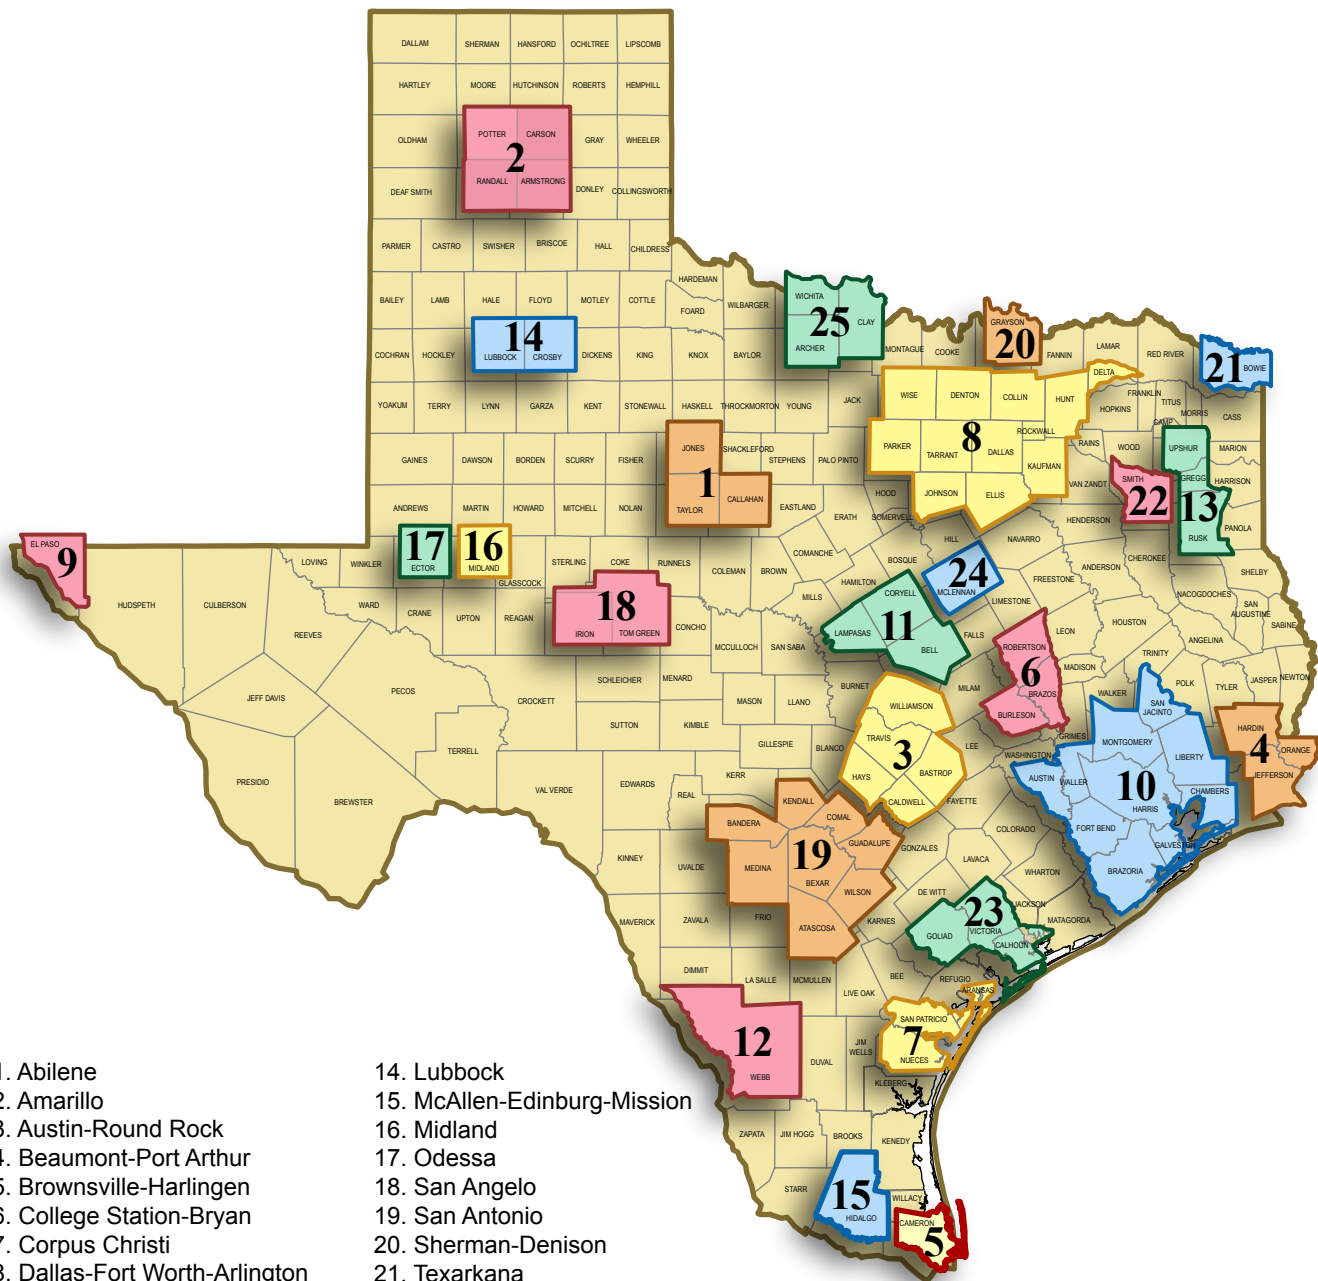 DALLAM SHERMAN HANSFORD OCHILTREE LIPSCOMB
HARTLEY MOORE HUTCHINSON ROBERTS HEMPHILL
OLDHAM POTTER CARSON GRAY WHEELER
2
DEAF SMITH RANDALL ARMSTRONG DONLEY COLLINGSWORTH
PARMER CASTRO SWISHER BRISCOE HALL CHILDRESS
HARDEMAN
BAILEY LAMB HALE FLOYD MOTLEY COTTLE FOARD WILBARGER WICHITA CLAY
25
COCHRAN HOCKLEY LUBBOCK CROSBY DICKENS KING KNOX BAYLOR ARCHER MONTAGUE COOKE GRAYSON FANNIN LAMAR RED RIVER BOWIE
14 20 21
YOAKUM TERRY LYNN GARZA KENT STONEWALL HASKELL THROCKMORTON YOUNG JACK WISE DENTON COLLIN HUNT DELTA HOPKINS FRANKLIN TITUS CAMP MORRIS CASS
GAINES DAWSON BORDEN SCURRY FISHER JONES SHACKLEFORD STEPHENS PALO PINTO PARKER TARRANT DALLAS ROCKWALL KAUFMAN RAINS WOOD UPSHUR MARION
8
ANDREWS MARTIN HOWARD MITCHELL NOLAN TAYLOR CALLAHAN EASTLAND ERATH HOOD SOMERVELL JOHNSON ELLIS VAN ZANDT SMITH GREGG HARRISON
1 22 13
HENDERSON RUSK PANOLA
EL PASO HUDSPETH CULBERSON LOVING WINKLER ECTOR MIDLAND GLASSCOCK STERLING COKE RUNNELS COLEMAN BROWN COMANCHE BOSQUE HILL NAVARRO ANDERSON CHEROKEE SHELBY
9 17 16 24
REEVES WARD CRANE UPTON REAGAN IRION TOM GREEN CONCHO MILLS HAMILTON CORYELL MCLENNAN LIMESTONE FREESTONE NACOGDOCHES SAN AUGUSTINE SABINE
18 11
JEFF DAVIS PECOS CROCKETT SCHLEICHER MENARD MCCULLOCH SAN SABA LAMPASAS BELL FALLS ROBERTSON LEON HOUSTON ANGELINA
6
MADISON TRINITY
SUTTON KIMBLE MASON LLANO BURNET WILLIAMSON MILAM BRAZOS BURLESON WALKER POLK TYLER JASPER NEWTON
PRESIDIO BREWSTER TERRELL VAL VERDE EDWARDS REAL KERR GILLESPIE BLANCO TRAVIS HAYS BASTROP CALDWELL LEE FAYETTE WASHINGTON GRIMES SAN JACINTO MONTGOMERY LIBERTY HARDIN ORANGE JEFFERSON
3 10 4
KINNEY UVALDE BANDERA KENDALL COMAL GUADALUPE MEDINA BEXAR WILSON ATASCOSA GONZALES LAVACA COLORADO AUSTIN WALLER HARRIS CHAMBERS FORT BEND GALVESTON BRAZORIA
19
MAVERICK ZAVALA FRIO KARNES DE WITT WHARTON JACKSON MATAGORDA
GOLIAD VICTORIA CALHOUN
23
DIMMIT LA SALLE MCMULLEN LIVE OAK BEE REFUGIO ARANSAS
SAN PATRICIO NUECES
12 7
WEBB DUVAL JIM WELLS KLEBERG
ZAPATA JIM HOGG BROOKS KENEDY
STARR HIDALGO WILLACY CAMERON
15 5
1. Abilene
2. Amarillo
3. Austin-Round Rock
4. Beaumont-Port Arthur
5. Brownsville-Harlingen
6. College Station-Bryan
7. Corpus Christi
8. Dallas-Fort Worth-Arlington
14. Lubbock
15. McAllen-Edinburg-Mission
16. Midland
17. Odessa
18. San Angelo
19. San Antonio
20. Sherman-Denison
21. Texarkana